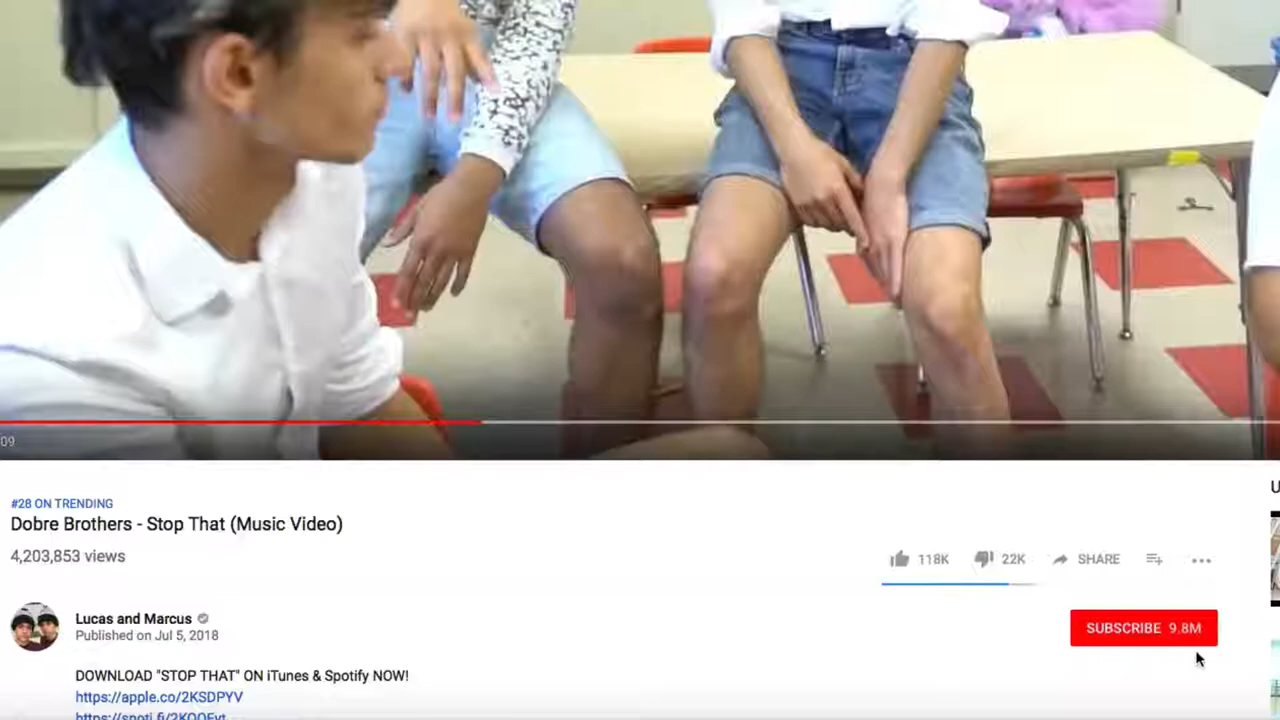 09
#28 ON TRENDING
Dobre Brothers - Stop That (Music Video)
4,203,853 views
118K 22K SHARE
Lucas and Marcus
Published on Jul 5, 2018
SUBSCRIBE 9.8M
DOWNLOAD "STOP THAT" ON iTunes & Spotify NOW!
https://apple.co/2KSDPYV